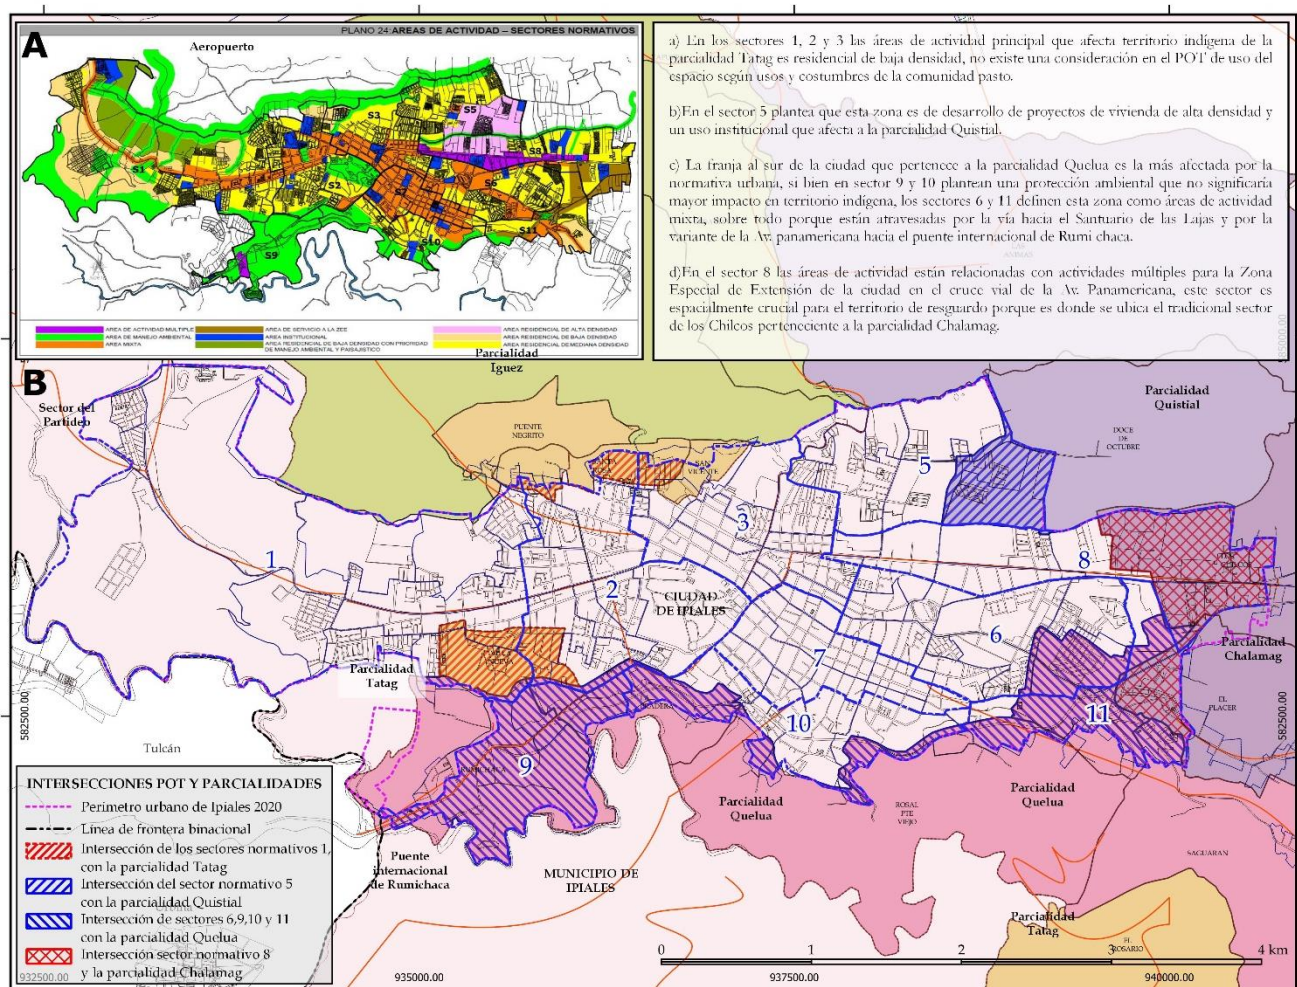 A
PLANO 24:AREAS DE ACTIVIDAD – SECTORES NORMATIVOS
Aeropuerto
S1
S2
S3
S5
S8
S6
S7
S9
S10
S11
AREA DE ACTIVIDAD MULTIPLE
AREA DE MANEJO AMBIENTAL
AREA MIXTA
AREA DE SERVICIO A LA ZEE
AREA INSTITUCIONAL
AREA RESIDENCIAL DE BAJA DENSIDAD CON PRIORIDAD
DE MANEJO AMBIENTAL Y PAISAJISTICO
AREA RESIDENCIAL DE ALTA DENSIDAD
AREA RESIDENCIAL DE BAJA DENSIDAD
AREA RESIDENCIAL DE MEDIANA DENSIDAD
a) En los sectores 1, 2 y 3 las áreas de actividad principal que afecta territorio indígena de la
parcialidad Tatag es residencial de baja densidad, no existe una consideración en el POT de uso del
espacio según usos y costumbres de la comunidad pasto.
b)En el sector 5 plantea que esta zona es de desarrollo de proyectos de vivienda de alta densidad y
un uso institucional que afecta a la parcialidad Quistial.
c) La franja al sur de la ciudad que pertenece a la parcialidad Quelua es la más afectada por la
normativa urbana, si bien en sector 9 y 10 plantean una protección ambiental que no significaría
mayor impacto en territorio indígena, los sectores 6 y 11 definen esta zona como áreas de actividad
mixta, sobre todo porque están atravesadas por la vía hacia el Santuario de las Lajas y por la
variante de la Av. panamericana hacia el puente internacional de Rumi chaca.
d)En el sector 8 las áreas de actividad están relacionadas con actividades múltiples para la Zona
Especial de Extensión de la ciudad en el cruce vial de la Av. Panamericana, este sector es
espacialmente crucial para el territorio de resguardo porque es donde se ubica el tradicional sector
de los Chilcos perteneciente a la parcialidad Chalamag.
585000.00
B
Parcialidad
Iguez
Sector del
Partideo
PUENTE
NEGRITO
SAN
VICENTE
Parcialidad
Quistial
DOCE
DE
OCTUBRE
1
2
3
5
8
6
7
CIUDAD
DE IPIALES
Parcialidad
Tatag
Parcialidad
Chalamag
EL
PLACER
10
11
9
RUMICHACA
582500.00
582500.00
Tulcán
Parcialidad
Quelua
ROSAL
PTE
VIEJO
Parcialidad
Quelua
SAGUARAN
Puente
internacional
de Rumichaca
MUNICIPIO DE
IPIALES
Parcialidad
Tatag
EL
ROSARIO
INTERSECCIONES POT Y PARCIALIDADES
Perímetro urbano de Ipiales 2020
Línea de frontera binacional
Intersección de los sectores normativos 1,
con la parcialidad Tatag
Intersección del sector normativo 5
con la parcialidad Quistial
Intersección de sectores 6,9,10 y 11
con la parcialidad Quelua
Intersección sector normativo 8
y la parcialidad Chalamag
0 1 2 3 4 km
932500.00 935000.00 937500.00 940000.00